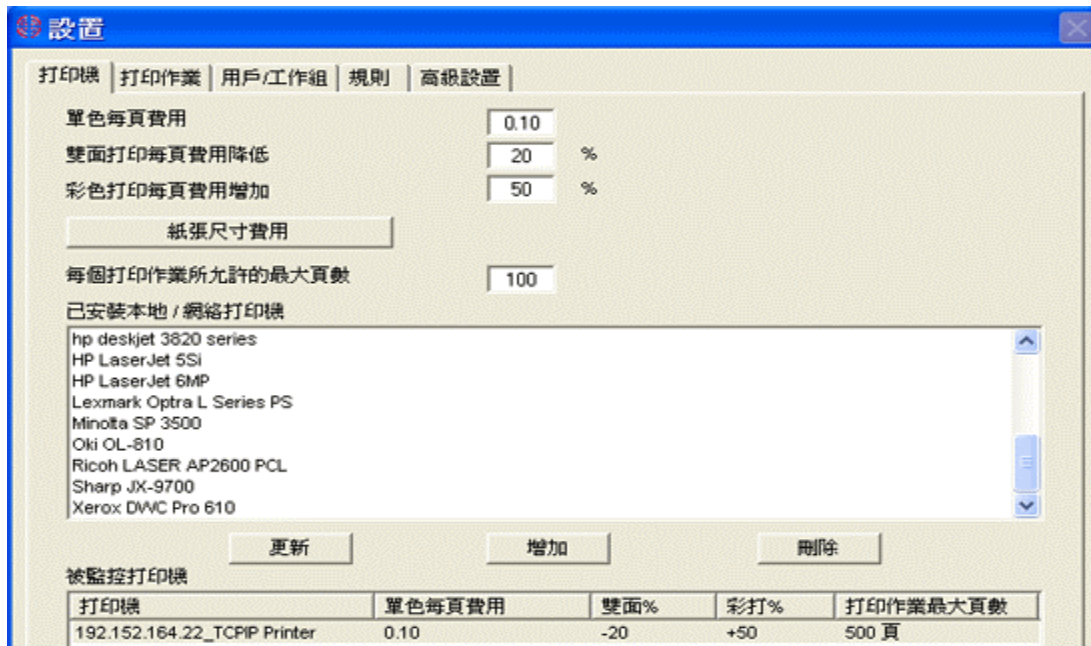 設置
打印機 打印作業 用戶/工作組 規則 高級設置
單色每頁費用 0.10
雙面打印每頁費用降低 20 %
彩色打印每頁費用增加 50 %
紙張尺寸費用
每個打印作業所允許的最大頁數 100
已安裝本地 / 網絡打印機
hp deskjet 3820 series
HP LaserJet 5Si
HP LaserJet 6MP
Lexmark Optra L Series PS
Minolta SP 3500
Oki OL-810
Ricoh LASER AP2600 PCL
Sharp JX-9700
Xerox DWC Pro 610
更新 增加 刪除
被監控打印機
打印機 單色每頁費用 雙面% 彩打% 打印作業最大頁數
192.152.164.22_TCPIP Printer 0.10 -20 +50 500 頁